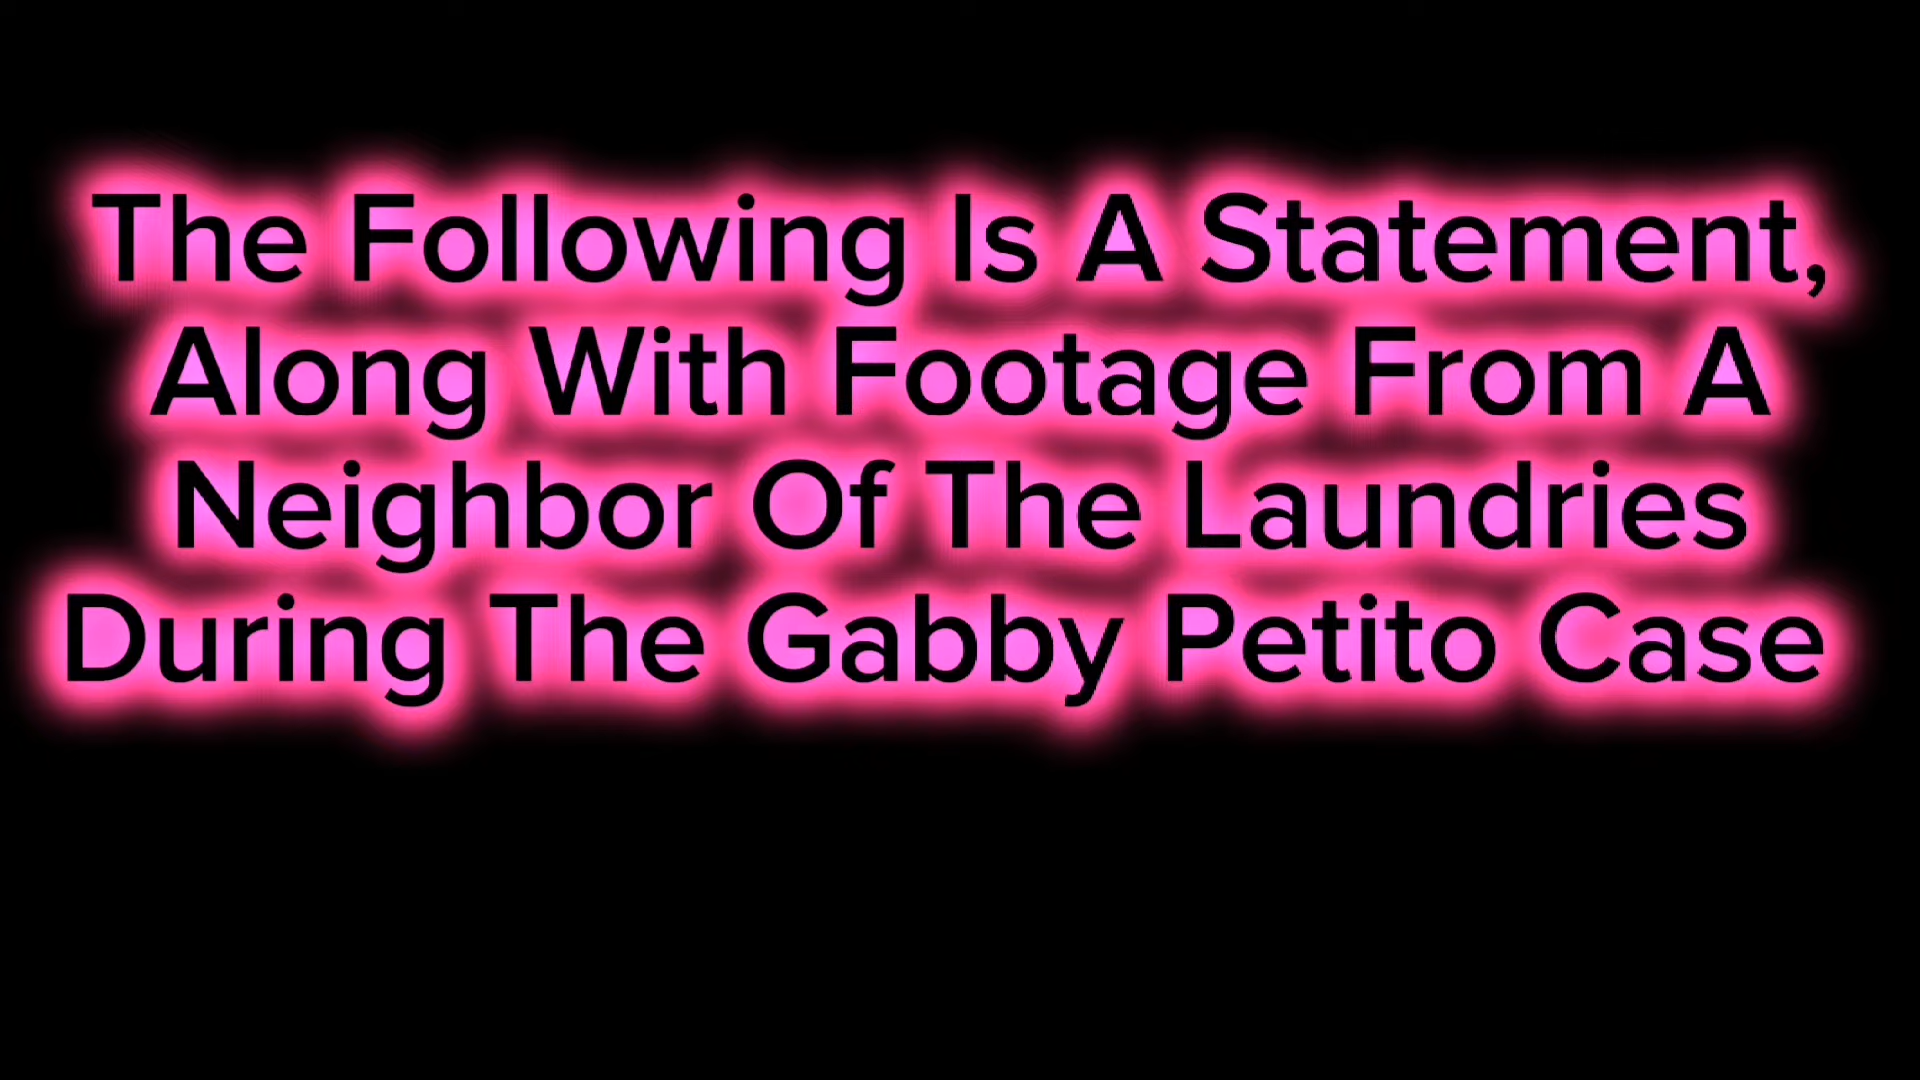 The Following Is A Statement,
Along With Footage From A
Neighbor Of The Laundries
During The Gabby Petito Case